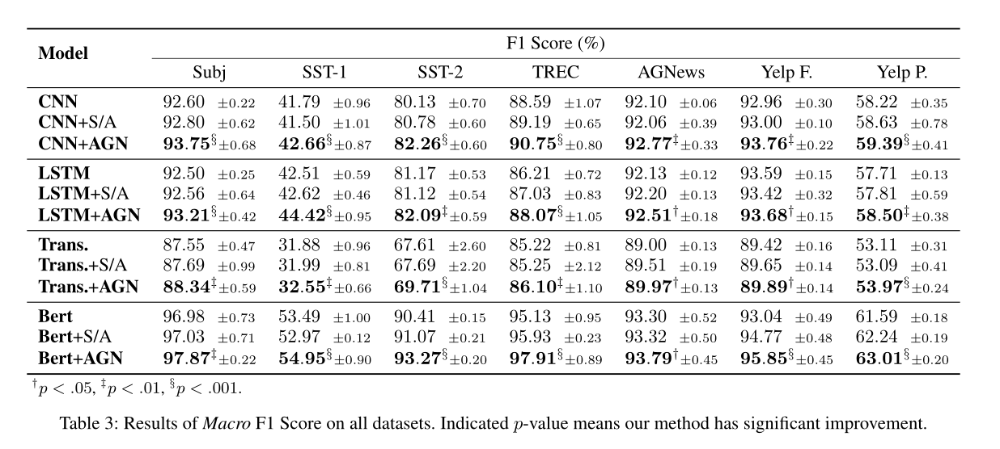 Model F1 Score (%)
Subj SST-1 SST-2 TREC AGNews Yelp F. Yelp P.
CNN 92.60 ±0.22 41.79 ±0.96 80.13 ±0.70 88.59 ±1.07 92.10 ±0.06 92.96 ±0.30 58.22 ±0.35
CNN+S/A 92.80 ±0.62 41.50 ±1.01 80.78 ±0.60 89.19 ±0.65 92.06 ±0.39 93.00 ±0.10 58.63 ±0.78
CNN+AGN 93.75§±0.68 42.66§±0.87 82.26§±0.60 90.75§±0.80 92.77‡±0.33 93.76‡±0.22 59.39§±0.41
LSTM 92.50 ±0.25 42.51 ±0.59 81.17 ±0.53 86.21 ±0.72 92.13 ±0.12 93.59 ±0.15 57.71 ±0.13
LSTM+S/A 92.56 ±0.64 42.62 ±0.46 81.12 ±0.54 87.03 ±0.83 92.20 ±0.13 93.42 ±0.32 57.81 ±0.59
LSTM+AGN 93.21§±0.42 44.42§±0.95 82.09‡±0.59 88.07§±1.05 92.51†±0.18 93.68†±0.15 58.50‡±0.38
Trans. 87.55 ±0.47 31.88 ±0.96 67.61 ±2.60 85.22 ±0.81 89.00 ±0.13 89.42 ±0.16 53.11 ±0.31
Trans.+S/A 87.69 ±0.99 31.99 ±0.81 67.69 ±2.20 85.25 ±2.12 89.51 ±0.19 89.65 ±0.14 53.09 ±0.41
Trans.+AGN 88.34‡±0.59 32.55‡±0.66 69.71§±1.04 86.10‡±1.10 89.97†±0.13 89.89†±0.14 53.97§±0.24
Bert 96.98 ±0.73 53.49 ±1.00 90.41 ±0.15 95.13 ±0.95 93.30 ±0.52 93.04 ±0.49 61.59 ±0.18
Bert+S/A 97.03 ±0.71 52.97 ±0.12 91.07 ±0.21 95.93 ±0.23 93.32 ±0.50 94.77 ±0.48 62.24 ±0.19
Bert+AGN 97.87‡±0.22 54.95§±0.90 93.27§±0.20 97.91§±0.89 93.79†±0.45 95.85§±0.45 63.01§±0.20
†p < .05, ‡p < .01, §p < .001.
Table 3: Results of Macro F1 Score on all datasets. Indicated p-value means our method has significant improvement.